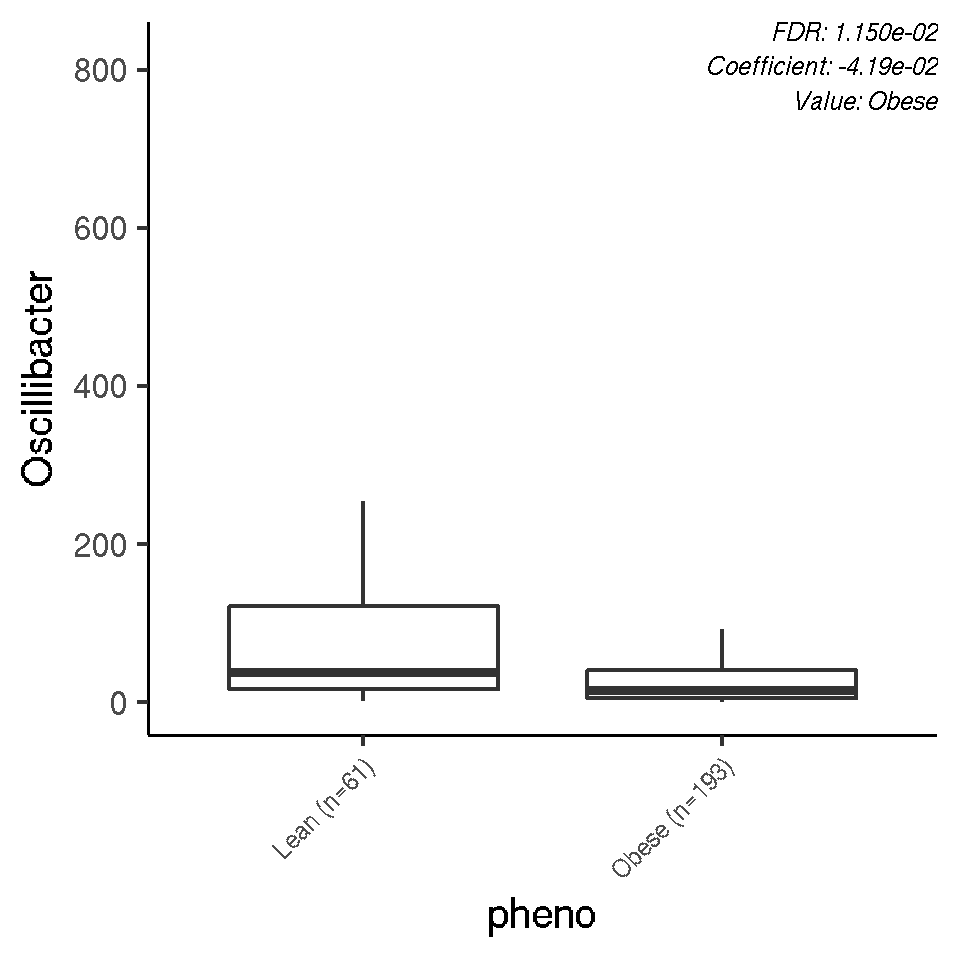 FDR: 1.150e-02
Coefficient: -4.19e-02
Value: Obese
800
600
400
200
0
Oscillibacter
Lean (n=61)
Obese (n=193)
pheno